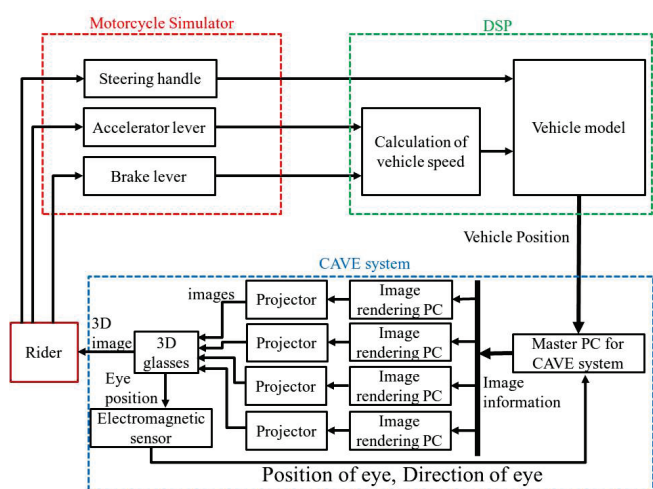 Motorcycle Simulator
DSP
Steering handle
Accelerator lever
Brake lever
Calculation of
vehicle speed
Vehicle model
Vehicle Position
CAVE system
images
Projector
Image
rendering PC
Projector
Image
rendering PC
Projector
Image
rendering PC
Projector
Image
rendering PC
Rider
3D
image
3D
glasses
Eye
position
Electromagnetic
sensor
Master PC for
CAVE system
Image
information
Position of eye, Direction of eye